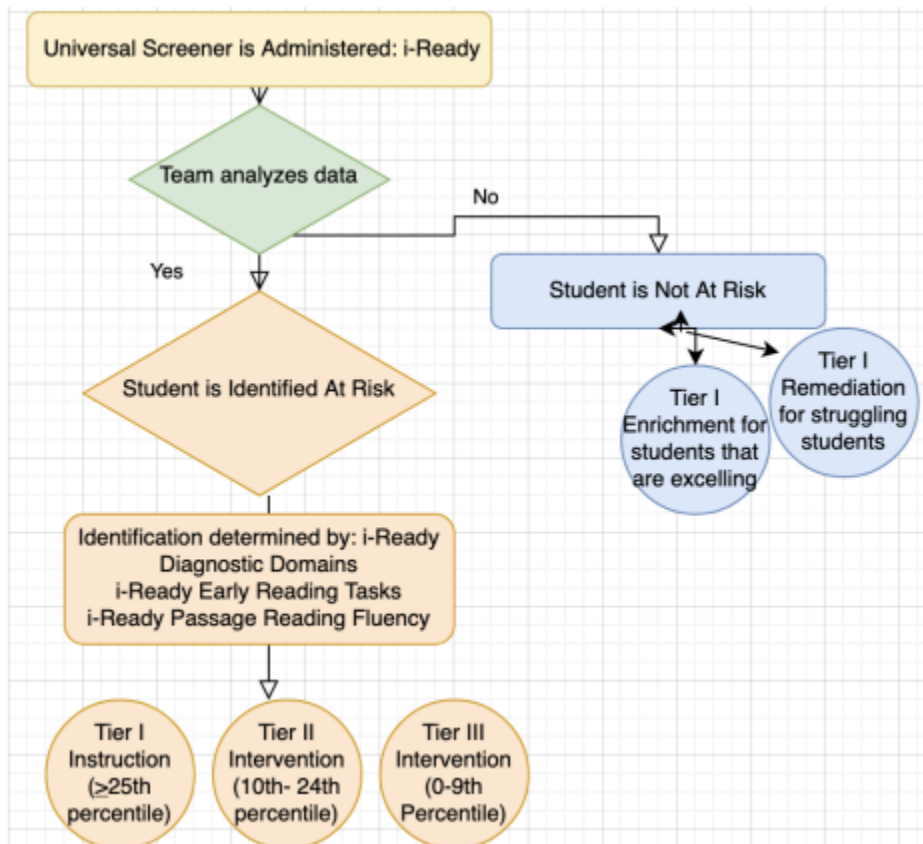 Universal Screener is Administered: i-Ready
Team analyzes data
No
Yes
Student is Not At Risk
Student is Identified At Risk
Tier I
Enrichment for
students that
are excelling
Tier I
Remediation
for struggling
students
Identification determined by: i-Ready
Diagnostic Domains
i-Ready Early Reading Tasks
i-Ready Passage Reading Fluency
Tier I
Instruction
(≥25th
percentile)
Tier II
Intervention
(10th- 24th
percentile)
Tier III
Intervention
(0-9th
Percentile)